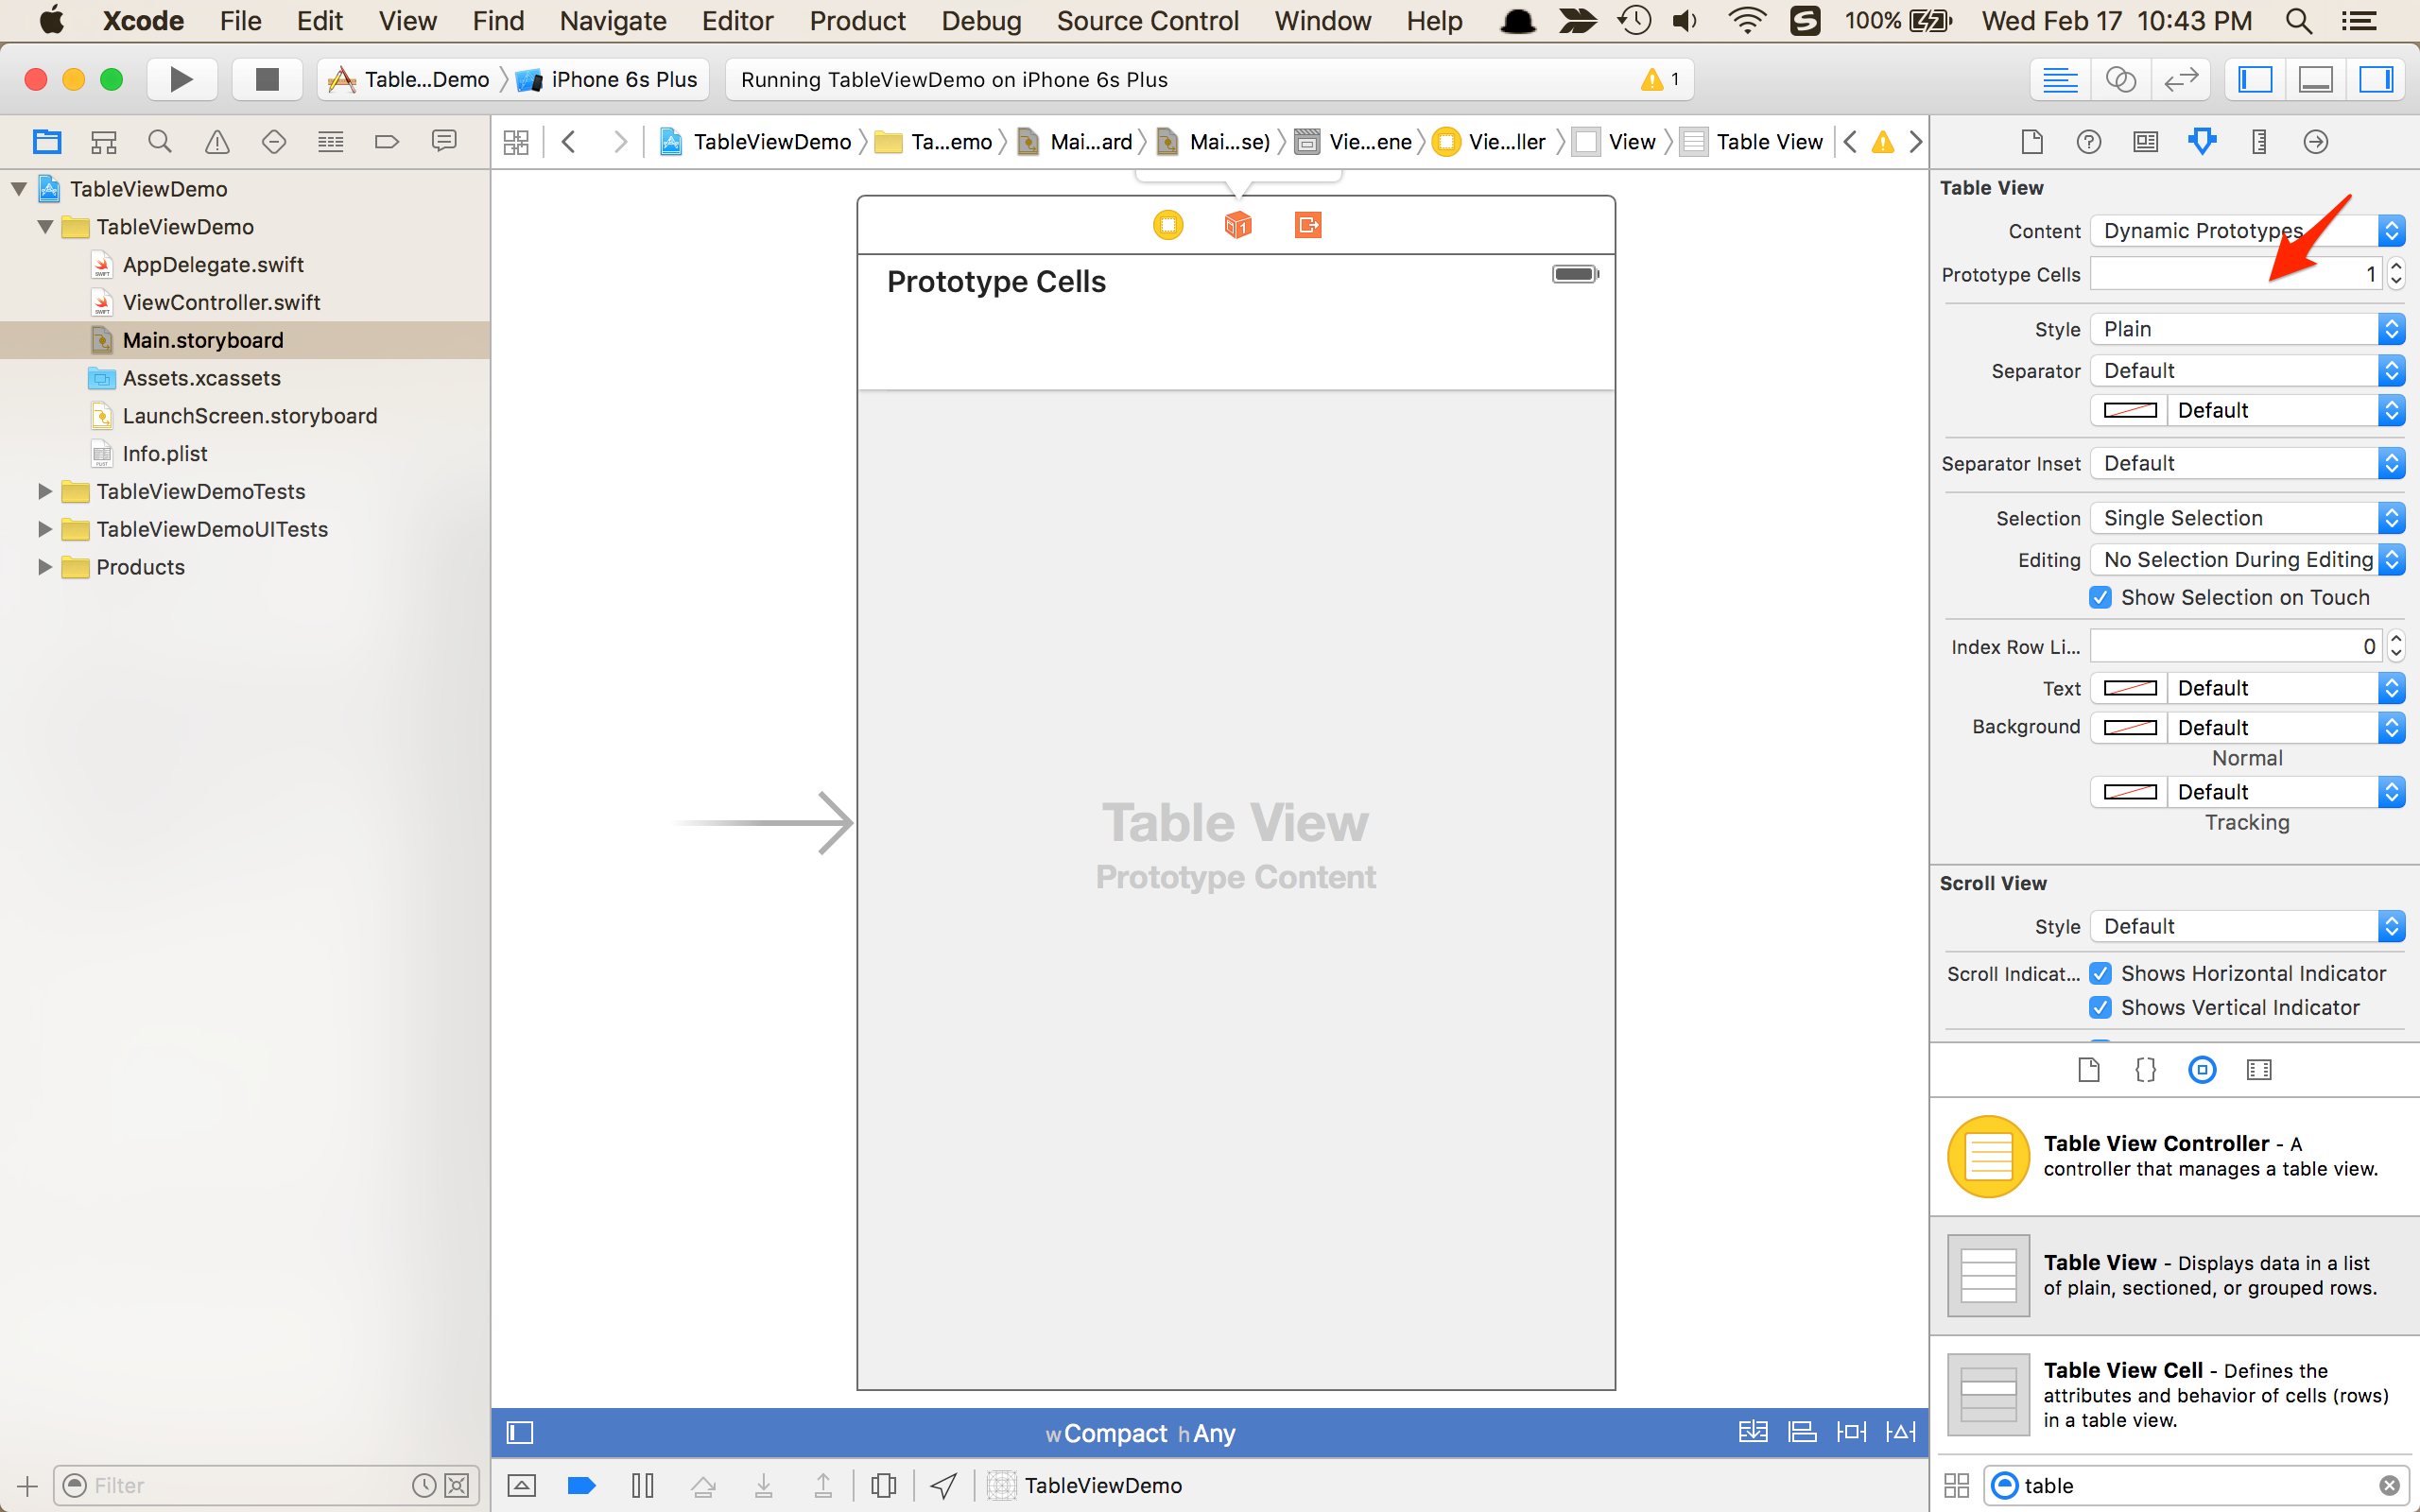 Xcode File Edit View Find Navigate Editor Product Debug Source Control Window Help 100% Wed Feb 17 10:43 PM
Table...Demo iPhone 6s Plus Running TableViewDemo on iPhone 6s Plus 1
TableViewDemo Ta...emo Mai...ard Mai...se) Vie...ene Vie...ller View Table View
TableViewDemo
TableViewDemo
AppDelegate.swift
ViewController.swift
Main.storyboard
Assets.xcassets
LaunchScreen.storyboard
Info.plist
TableViewDemoTests
TableViewDemoUITests
Products
Filter
Prototype Cells
Table View
Prototype Content
wCompact hAny
TableViewDemo
Table View
Content Dynamic Prototypes
Prototype Cells 1
Style Plain
Separator Default
Default
Separator Inset Default
Selection Single Selection
Editing No Selection During Editing
Show Selection on Touch
Index Row Li... 0
Text Default
Background Default
Normal
Default
Tracking
Scroll View
Style Default
Scroll Indicat... Shows Horizontal Indicator
Shows Vertical Indicator
Table View Controller - A
controller that manages a table view.
Table View - Displays data in a list
of plain, sectioned, or grouped rows.
Table View Cell - Defines the
attributes and behavior of cells (rows)
in a table view.
table